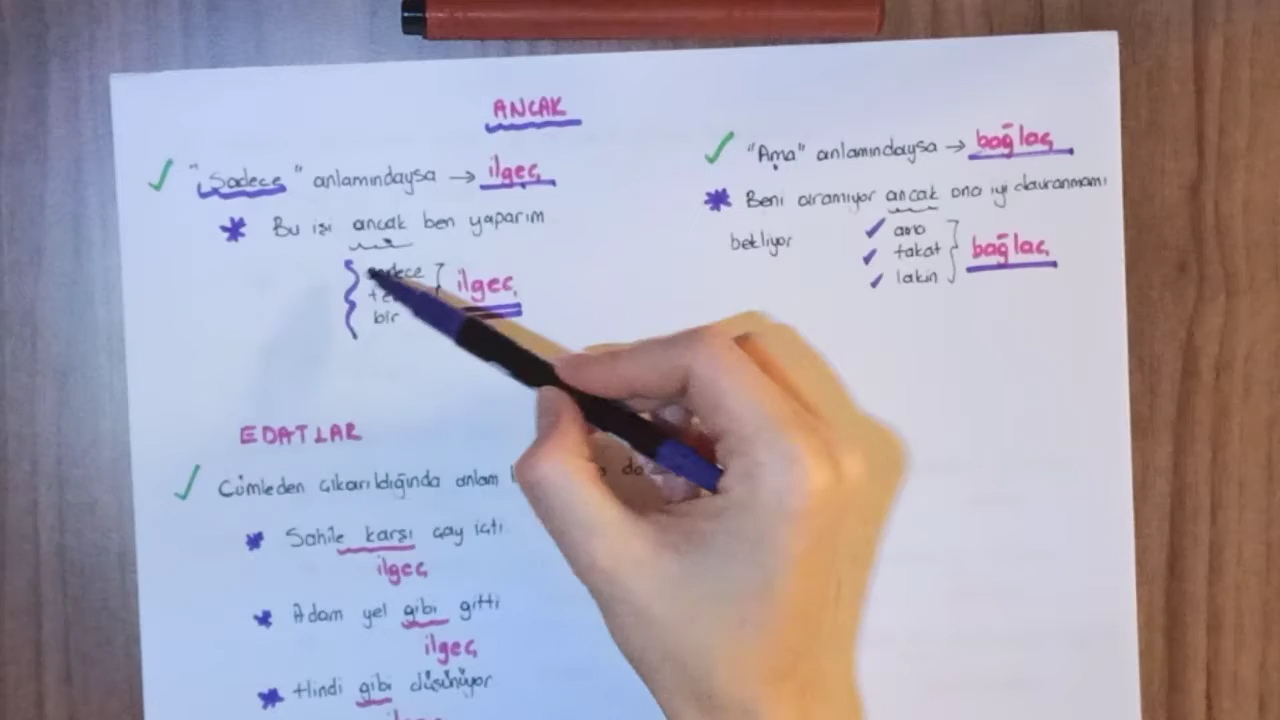 ANCAK
✓ "Sadece" anlamındaysa → ilgeç
* Bu işi ancak ben yaparım
sadece
bir
ilgeç
✓ "Ama" anlamındaysa → bağlaç
* Beni aramıyor ancak ona iyi davranmamı
bekliyor
✓ ama
✓ fakat
✓ lakin
bağlaç
EDATLAR
✓ Cümleden çıkarıldığında anlam
* Sahile karşı çay içti
ilgeç
* Adam yel gibi gitti
ilgeç
* Hindi gibi düşünüyor